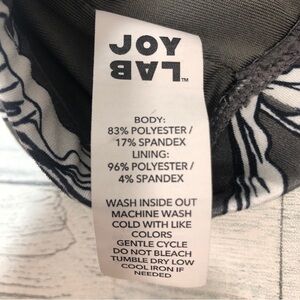 JOY
LAB™
BODY:
83% POLYESTER /
17% SPANDEX
LINING:
96% POLYESTER /
4% SPANDEX
WASH INSIDE OUT
MACHINE WASH
COLD WITH LIKE
COLORS
GENTLE CYCLE
DO NOT BLEACH
TUMBLE DRY LOW
COOL IRON IF
NEEDED